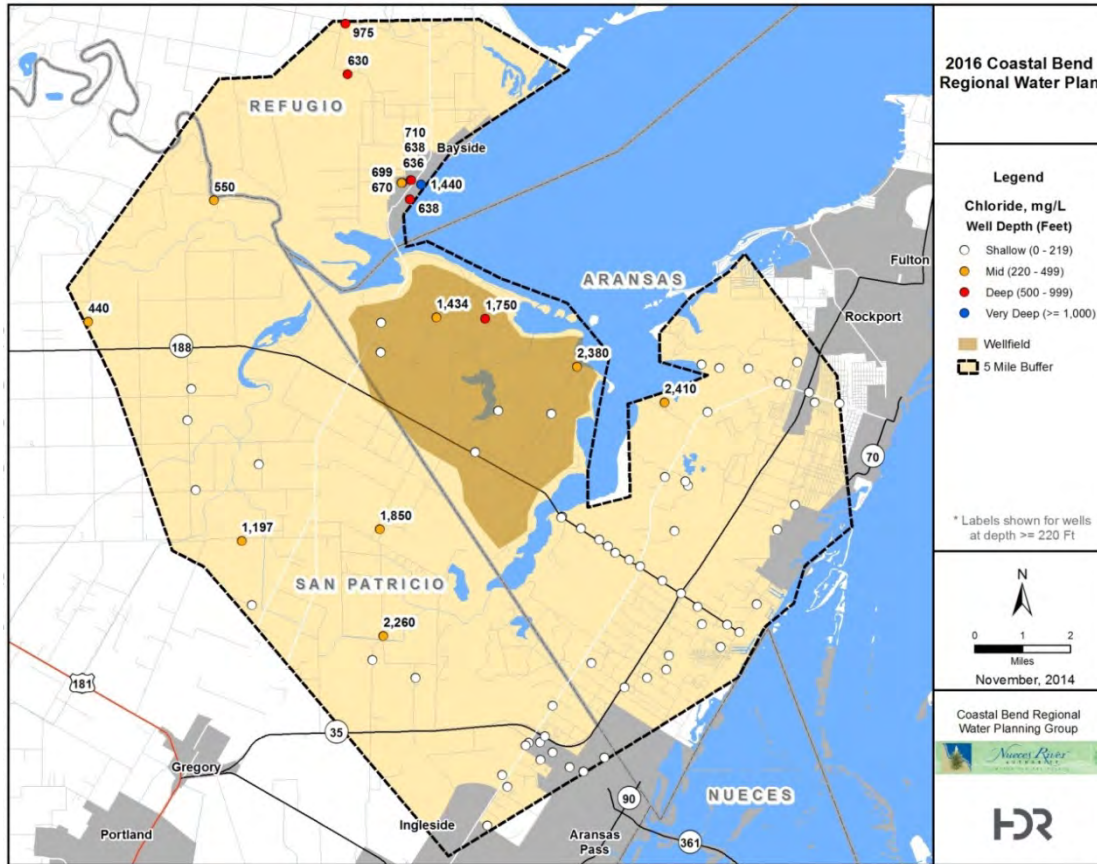 2016 Coastal Bend
Regional Water Plan
Legend
Chloride, mg/L
Well Depth (Feet)
Shallow (0 - 219)
Mid (220 - 499)
Deep (500 - 999)
Very Deep (>= 1,000)
Wellfield
5 Mile Buffer
* Labels shown for wells
at depth >= 220 Ft
N
0 1 2
Miles
November, 2014
Coastal Bend Regional
Water Planning Group
Nueces River
AUTHORITY
HDR
975
630
REFUGIO
710
638
636
Bayside
699
670
1,440
638
550
ARANSAS
Fulton
Rockport
440
1,434
1,750
188
2,380
2,410
70
1,850
1,197
SAN PATRICIO
2,260
181
35
Gregory
NUECES
90
Portland
Ingleside
Aransas
Pass
361